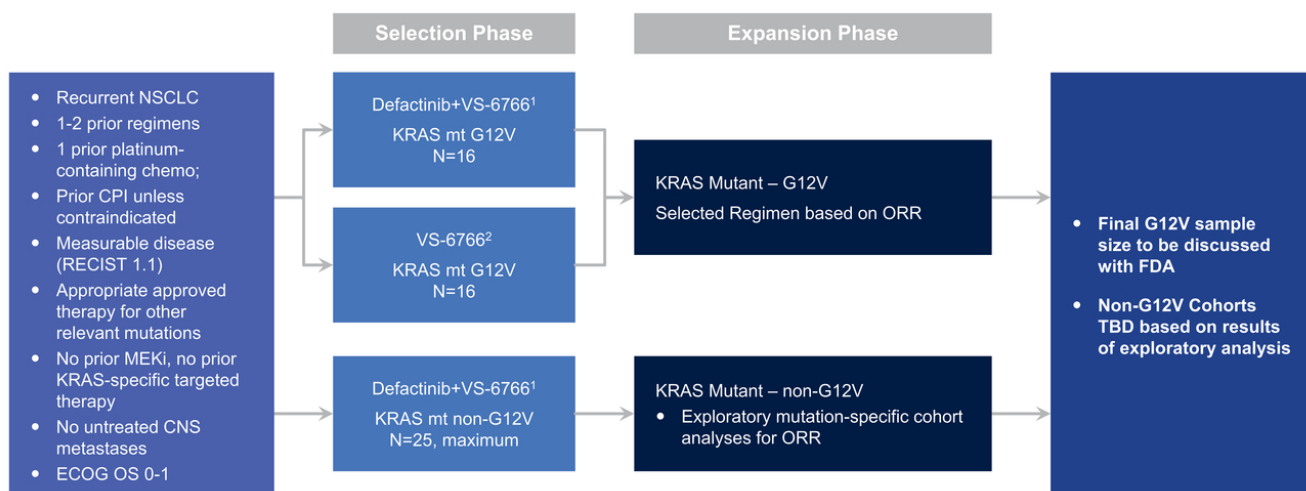 Selection Phase
Expansion Phase
• Recurrent NSCLC
• 1-2 prior regimens
• 1 prior platinum-
containing chemo;
• Prior CPI unless
contraindicated
• Measurable disease
(RECIST 1.1)
• Appropriate approved
therapy for other
relevant mutations
• No prior MEKi, no prior
KRAS-specific targeted
therapy
• No untreated CNS
metastases
• ECOG OS 0-1
Defactinib+VS-6766¹
KRAS mt G12V
N=16
VS-6766²
KRAS mt G12V
N=16
Defactinib+VS-6766¹
KRAS mt non-G12V
N=25, maximum
KRAS Mutant – G12V
Selected Regimen based on ORR
KRAS Mutant – non-G12V
• Exploratory mutation-specific cohort
analyses for ORR
• Final G12V sample
size to be discussed
with FDA
• Non-G12V Cohorts
TBD based on results
of exploratory analysis